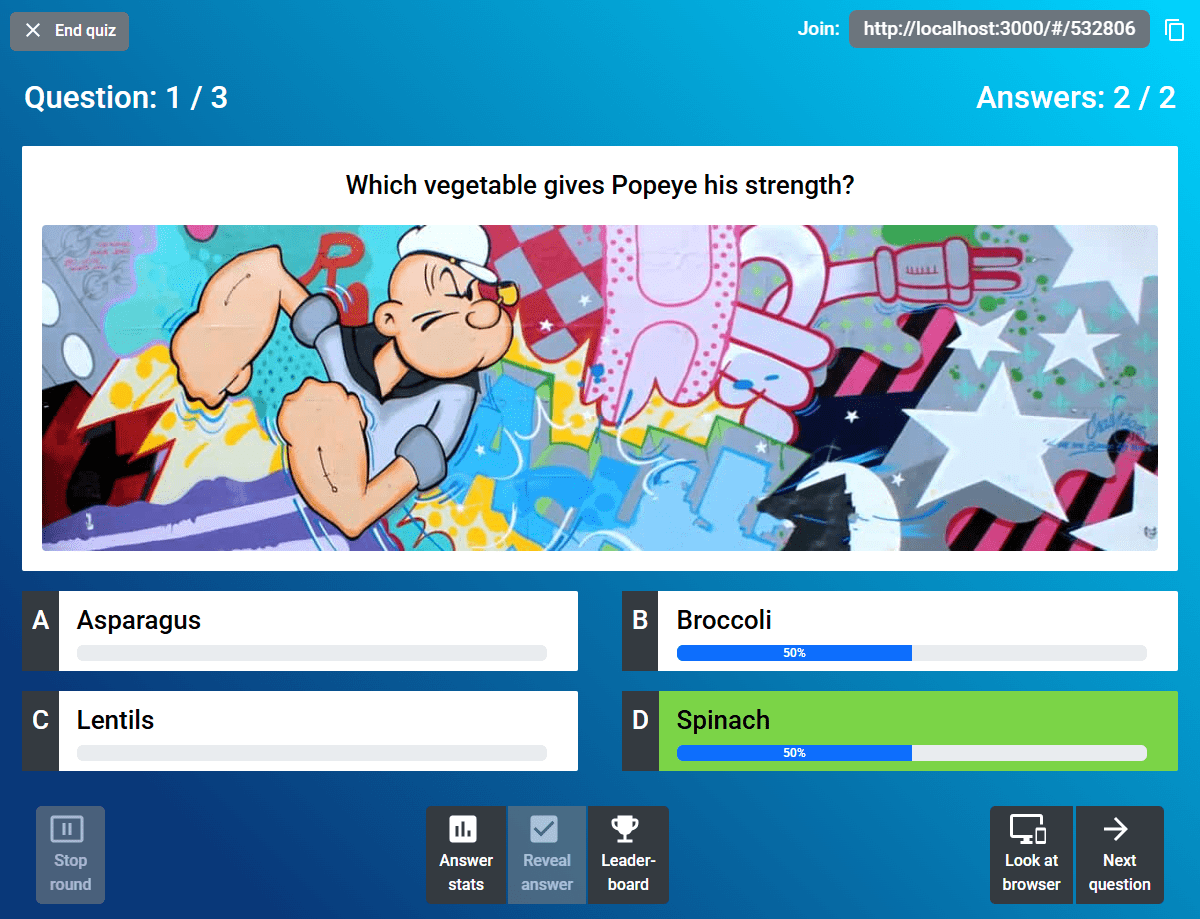 End quiz
Join: http://localhost:3000/#/532806
Question: 1 / 3
Answers: 2 / 2
Which vegetable gives Popeye his strength?
A Asparagus
B Broccoli
50%
C Lentils
D Spinach
50%
Stop
round
Answer
stats
Reveal
answer
Leader-
board
Look at
browser
Next
question